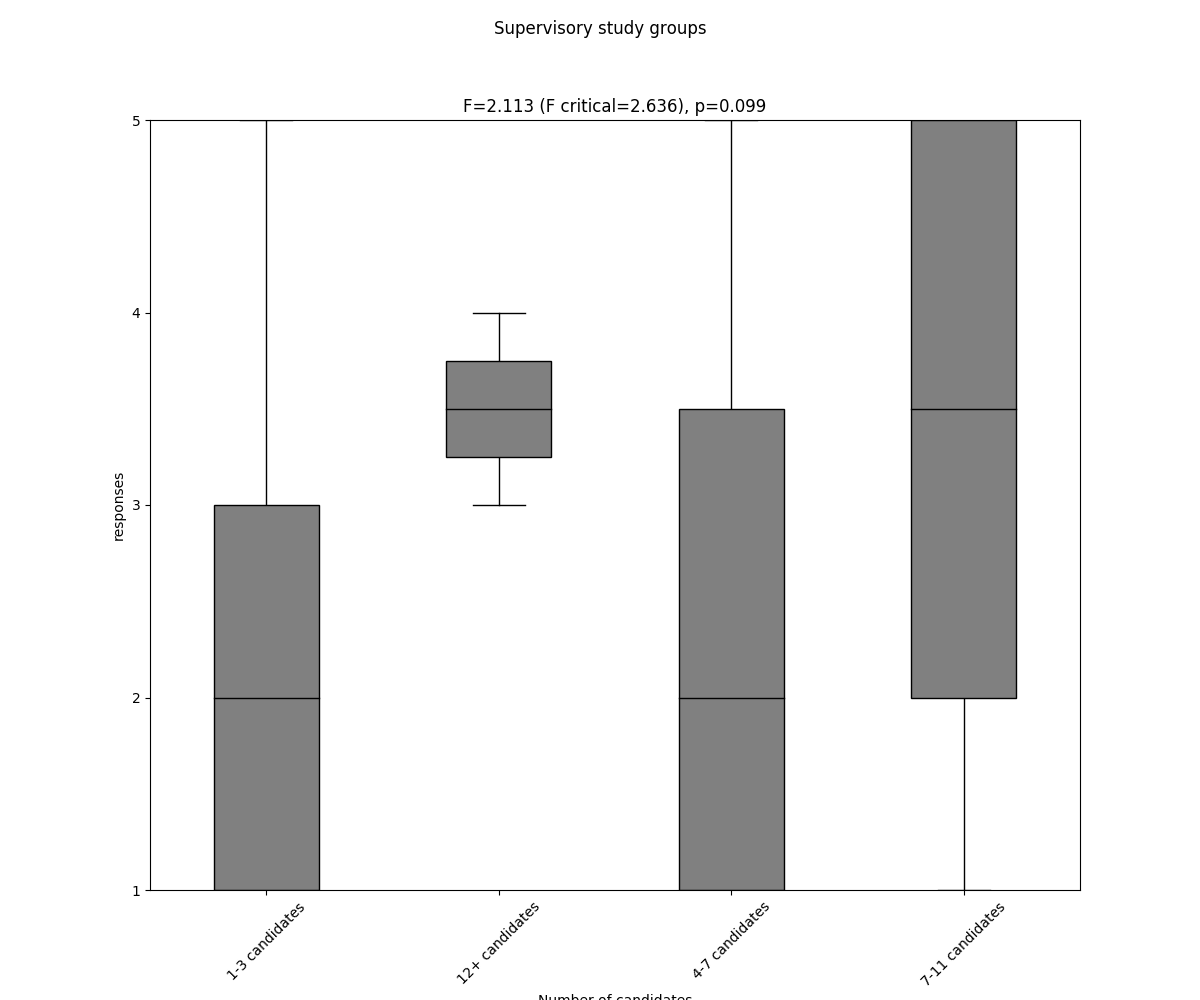 Supervisory study groups
F=2.113 (F critical=2.636), p=0.099
5
4
3
2
1
responses
1-3 candidates
12+ candidates
4-7 candidates
7-11 candidates
Number of candidates